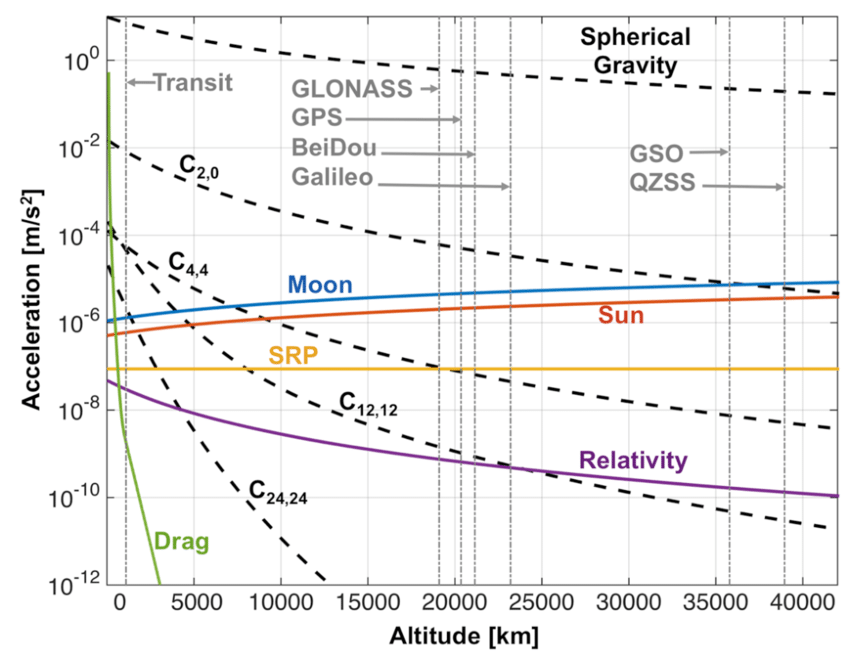 Spherical
Gravity
Transit
GLONASS
GPS
BeiDou
Galileo
GSO
QZSS
C2,0
C4,4
Moon
Sun
SRP
C12,12
Relativity
C24,24
Drag
10^0
10^-2
10^-4
10^-6
10^-8
10^-10
10^-12
Acceleration [m/s^2]
0 5000 10000 15000 20000 25000 30000 35000 40000
Altitude [km]